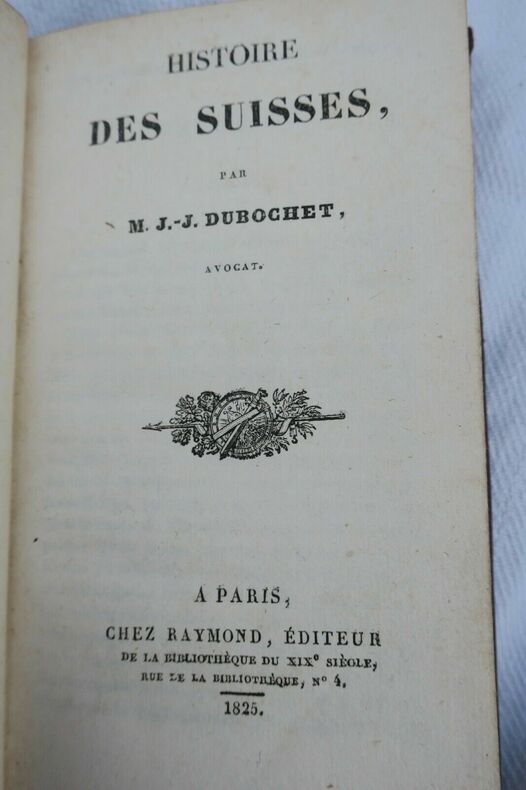 HISTOIRE
DES SUISSES,
PAR
M. J.-J. DUBOCHET,
AVOCAT.
A PARIS,
CHEZ RAYMOND, ÉDITEUR
DE LA BIBLIOTHÈQUE DU XIXe SIÈCLE,
RUE DE LA BIBLIOTHÈQUE, No 4.
1825.